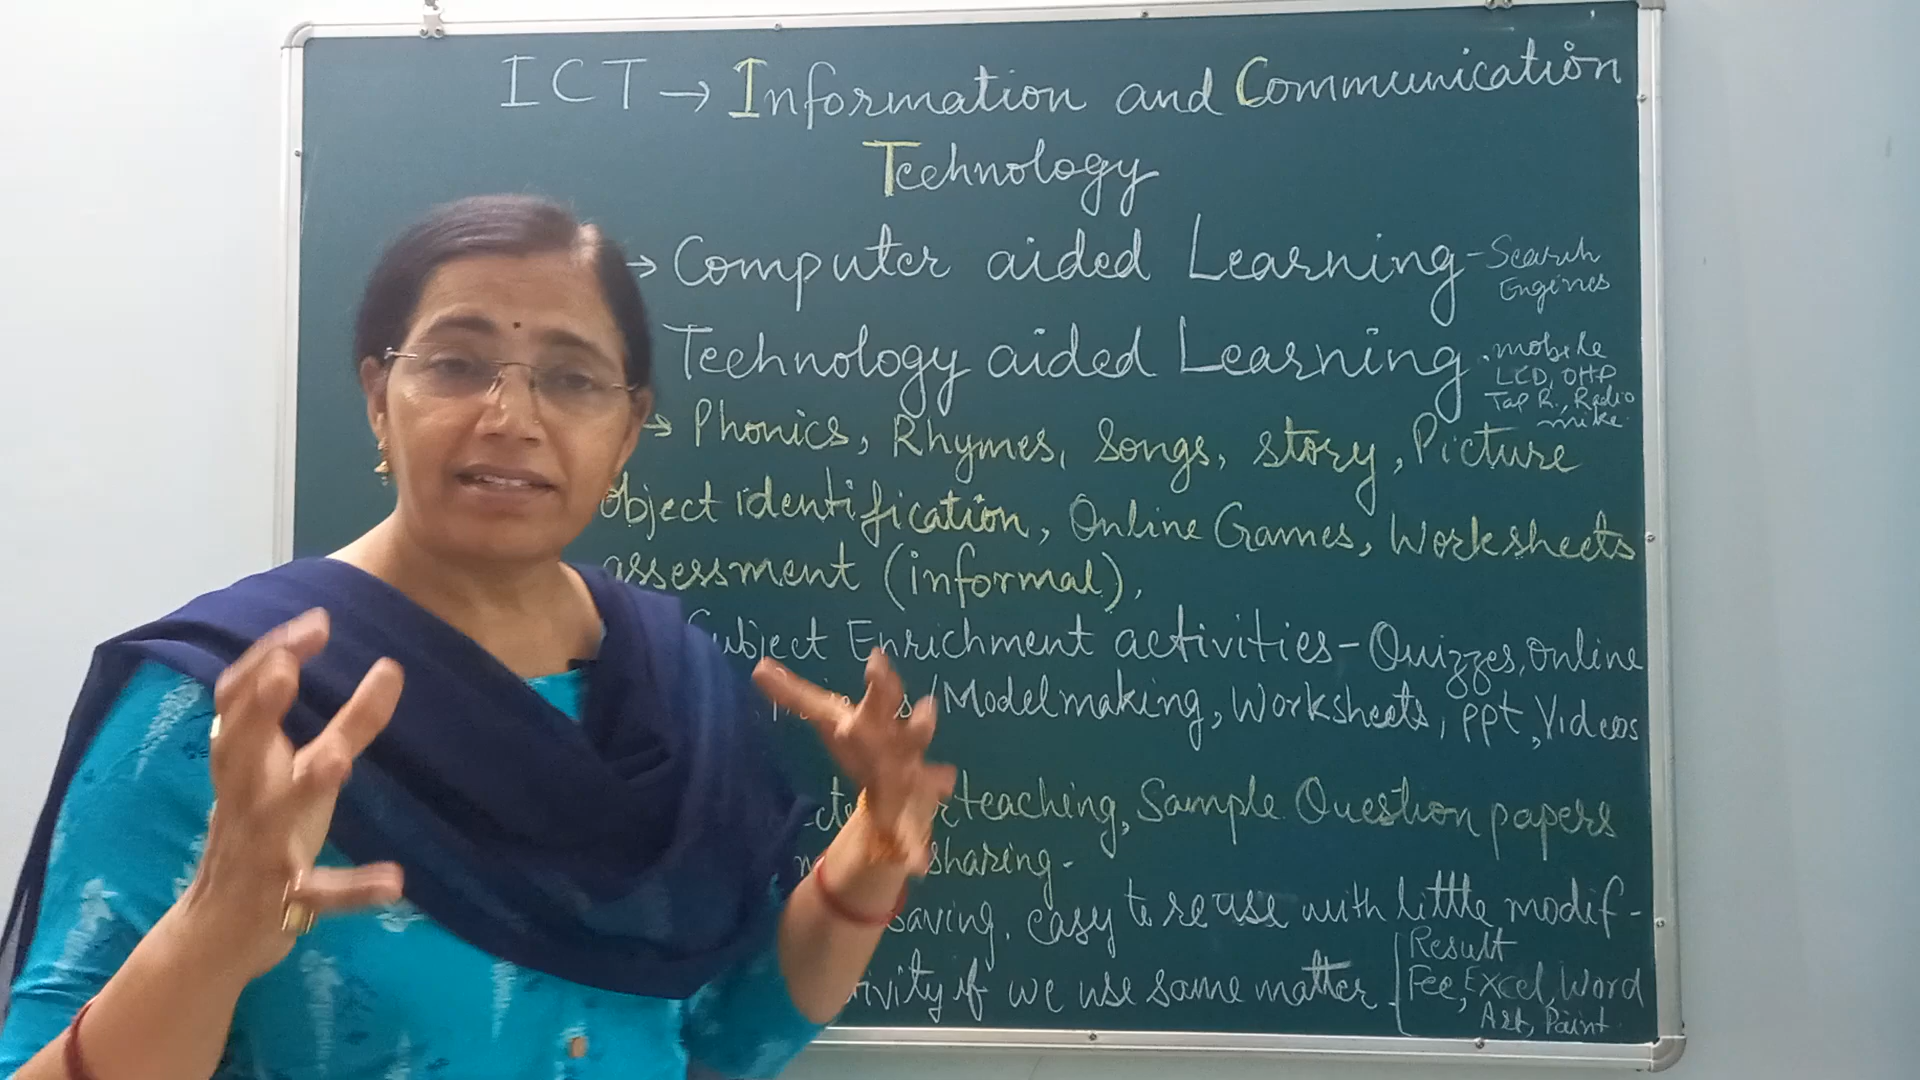 ICT → Information and Communication
Technology
→ Computer aided Learning - Search
Engines
Technology aided Learning . mobile
LCD, OHP
Tap R., Radio
mike.
→ Phonics, Rhymes, Songs, Story, Picture
object identification, Online Games, Worksheets
assessment (informal),
Subject Enrichment activities - Quizzes, Online
/Modelmaking, Worksheets, ppt, Videos
teaching, Sample Question papers
sharing -
saving, easy to reuse with little modif -
if we use same matter. Result
Fee, Excel, Word
Art, Paint